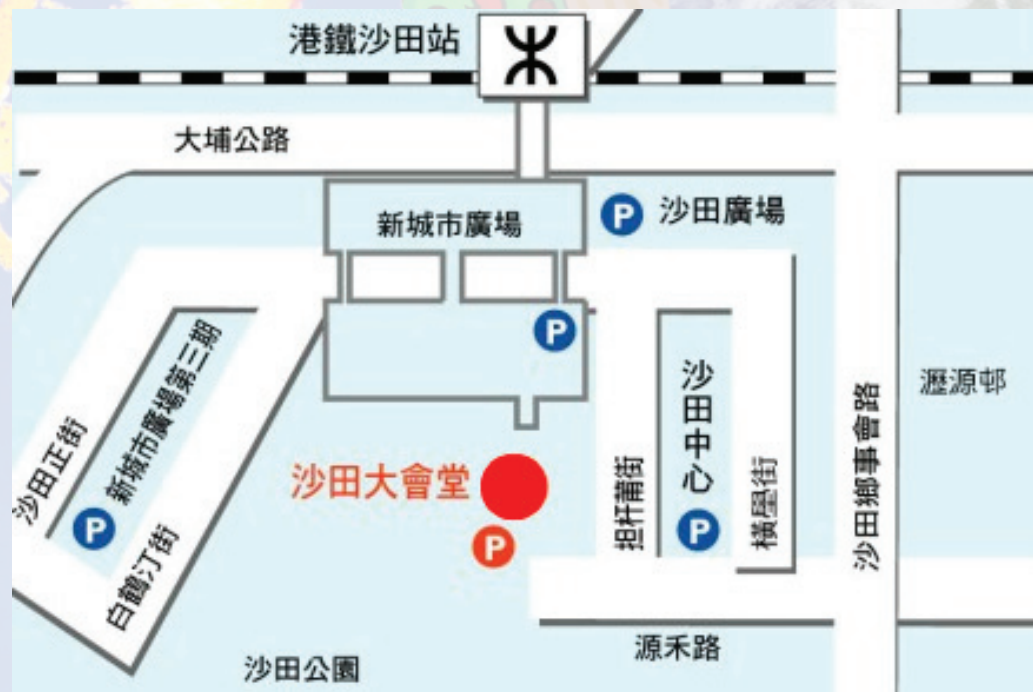 港鐵沙田站
大埔公路
新城市廣場
P
沙田廣場
P
沙田正街
新城市廣場第三期
P
白鶴汀街
沙田大會堂
P
担杆莆街
沙田中心
P
橫壆街
沙田鄉事會路
瀝源邨
源禾路
沙田公園